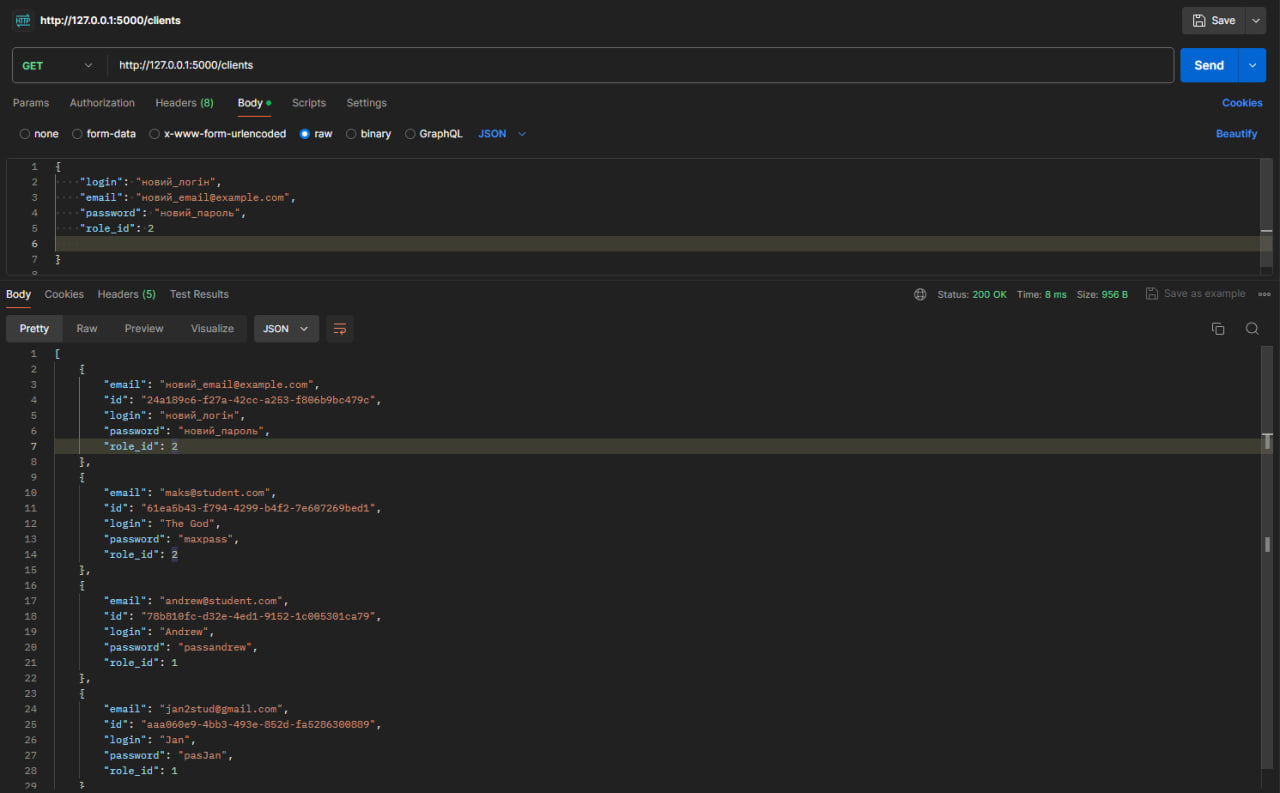 HTTP http://127.0.0.1:5000/clients Save
GET http://127.0.0.1:5000/clients Send
Params Authorization Headers (8) Body Scripts Settings Cookies
none form-data x-www-form-urlencoded raw binary GraphQL JSON Beautify
1 {
2 "login": "новий_логін",
3 "email": "новий_email@example.com",
4 "password": "новий_пароль",
5 "role_id": 2
6
7 }
8
Body Cookies Headers (5) Test Results Status: 200 OK Time: 8 ms Size: 956 B Save as example
Pretty Raw Preview Visualize JSON
1 [
2 {
3 "email": "новий_email@example.com",
4 "id": "24a189c6-f27a-42cc-a253-f806b9bc479c",
5 "login": "новий_логін",
6 "password": "новий_пароль",
7 "role_id": 2
8 },
9 {
10 "email": "maks@student.com",
11 "id": "61ea5b43-f794-4299-b4f2-7e607269bed1",
12 "login": "The God",
13 "password": "maxpass",
14 "role_id": 2
15 },
16 {
17 "email": "andrew@student.com",
18 "id": "78b810fc-d32e-4ed1-9152-1c005301ca79",
19 "login": "Andrew",
20 "password": "passandrew",
21 "role_id": 1
22 },
23 {
24 "email": "jan2stud@gmail.com",
25 "id": "aaa060e9-4bb3-493e-852d-fa5286300889",
26 "login": "Jan",
27 "password": "pasJan",
28 "role_id": 1
29 }